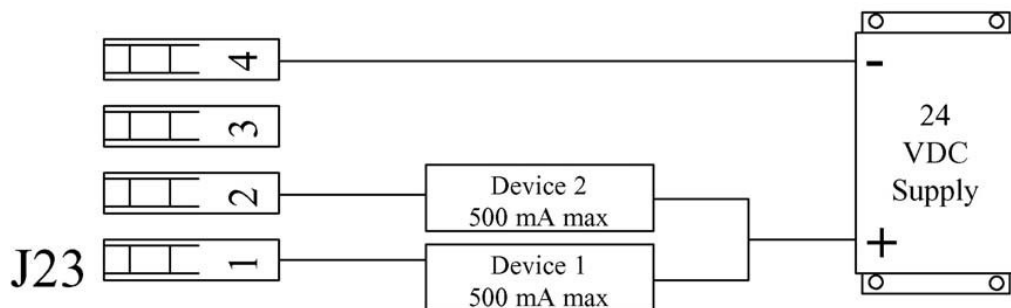 4
-
3
24
VDC
Supply
2
Device 2
500 mA max
+
J23
1
Device 1
500 mA max